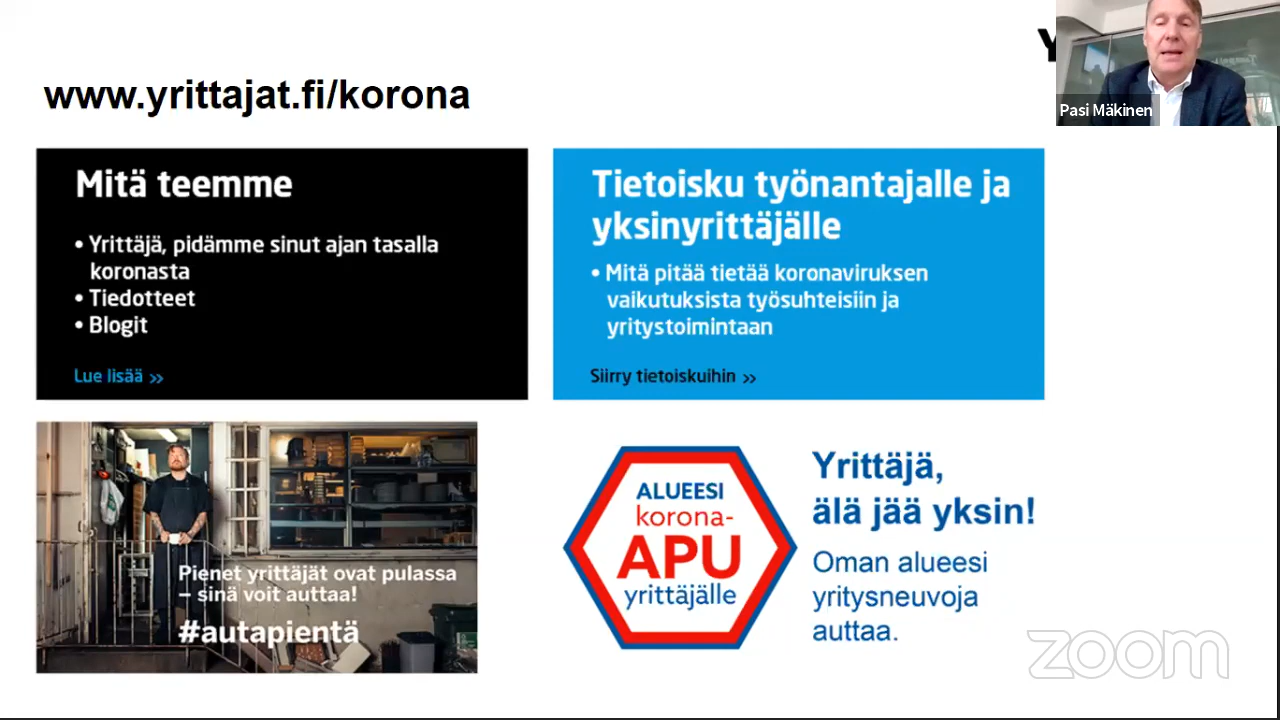 www.yrittajat.fi/korona
Y
Pasi Mäkinen
Mitä teemme
• Yrittäjä, pidämme sinut ajan tasalla
koronasta
• Tiedotteet
• Blogit
Lue lisää >>
Tietoisku työnantajalle ja
yksinyrittäjälle
• Mitä pitää tietää koronaviruksen
vaikutuksista työsuhteisiin ja
yritystoimintaan
Siirry tietoiskuihin >>
Pienet yrittäjät ovat pulassa
– sinä voit auttaa!
#autapientä
ALUEESI
korona-
APU
yrittäjälle
Yrittäjä,
älä jää yksin!
Oman alueesi
yritysneuvoja
auttaa.
zoom